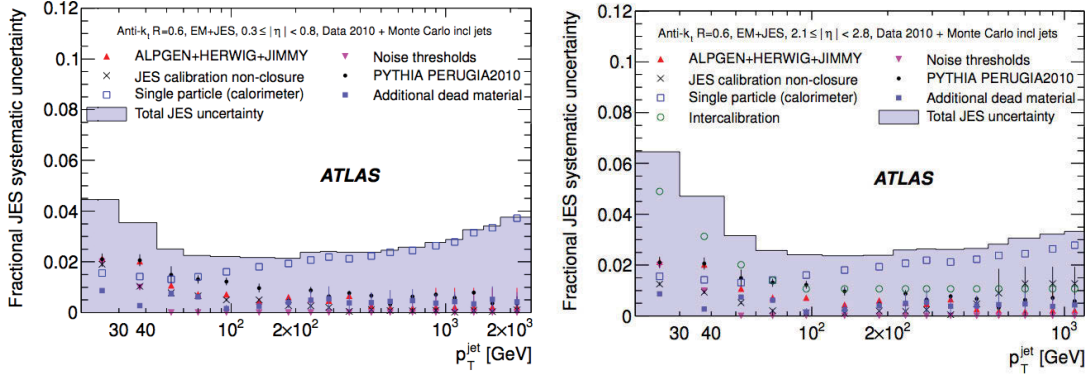 Fractional JES systematic uncertainty
0.12
0.1
0.08
0.06
0.04
0.02
0
Anti-kt R=0.6, EM+JES, 0.3 ≤ | η | < 0.8, Data 2010 + Monte Carlo incl jets
ALPGEN+HERWIG+JIMMY
JES calibration non-closure
Single particle (calorimeter)
Total JES uncertainty
Noise thresholds
PYTHIA PERUGIA2010
Additional dead material
ATLAS
30 40 10² 2×10² 10³ 2×10³
pTjet [GeV]
Fractional JES systematic uncertainty
0.12
0.1
0.08
0.06
0.04
0.02
0
Anti-kt R=0.6, EM+JES, 2.1 ≤ | η | < 2.8, Data 2010 + Monte Carlo incl jets
ALPGEN+HERWIG+JIMMY
JES calibration non-closure
Single particle (calorimeter)
Intercalibration
Noise thresholds
PYTHIA PERUGIA2010
Additional dead material
Total JES uncertainty
ATLAS
30 40 10² 2×10² 10³
pTjet [GeV]